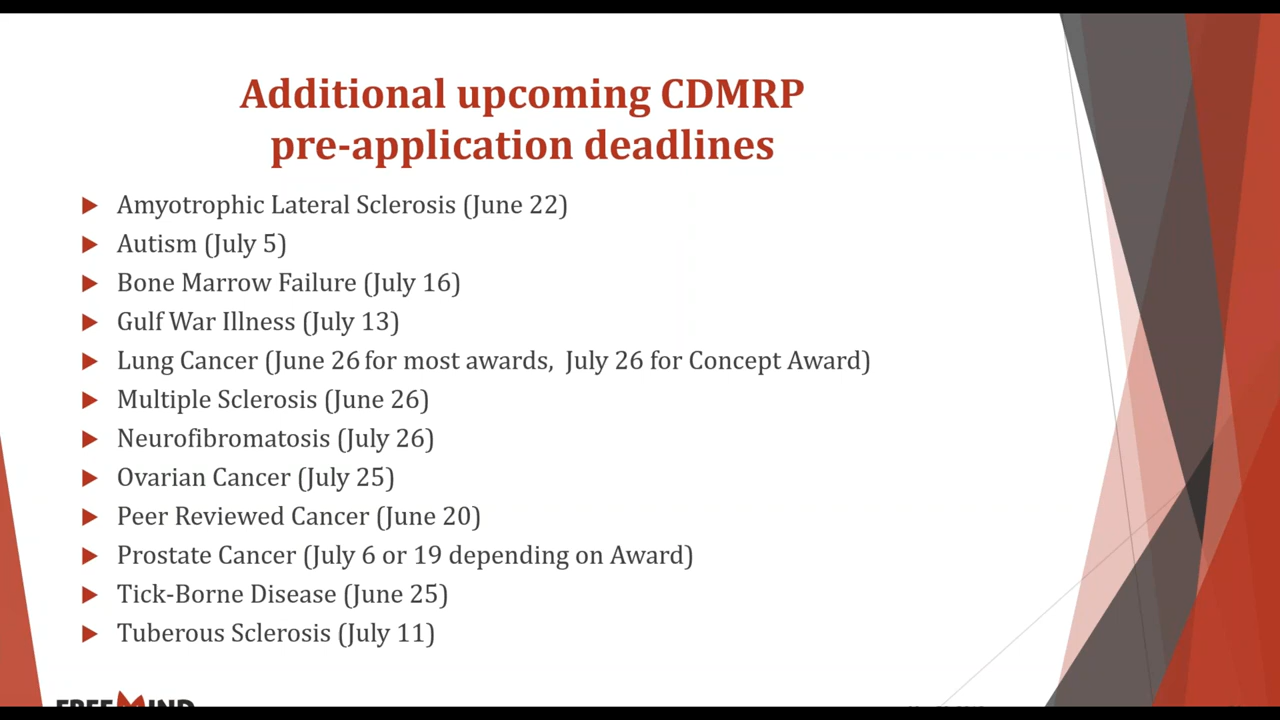 Additional upcoming CDMRP
pre-application deadlines
Amyotrophic Lateral Sclerosis (June 22)
Autism (July 5)
Bone Marrow Failure (July 16)
Gulf War Illness (July 13)
Lung Cancer (June 26 for most awards, July 26 for Concept Award)
Multiple Sclerosis (June 26)
Neurofibromatosis (July 26)
Ovarian Cancer (July 25)
Peer Reviewed Cancer (June 20)
Prostate Cancer (July 6 or 19 depending on Award)
Tick-Borne Disease (June 25)
Tuberous Sclerosis (July 11)
FREEMIND